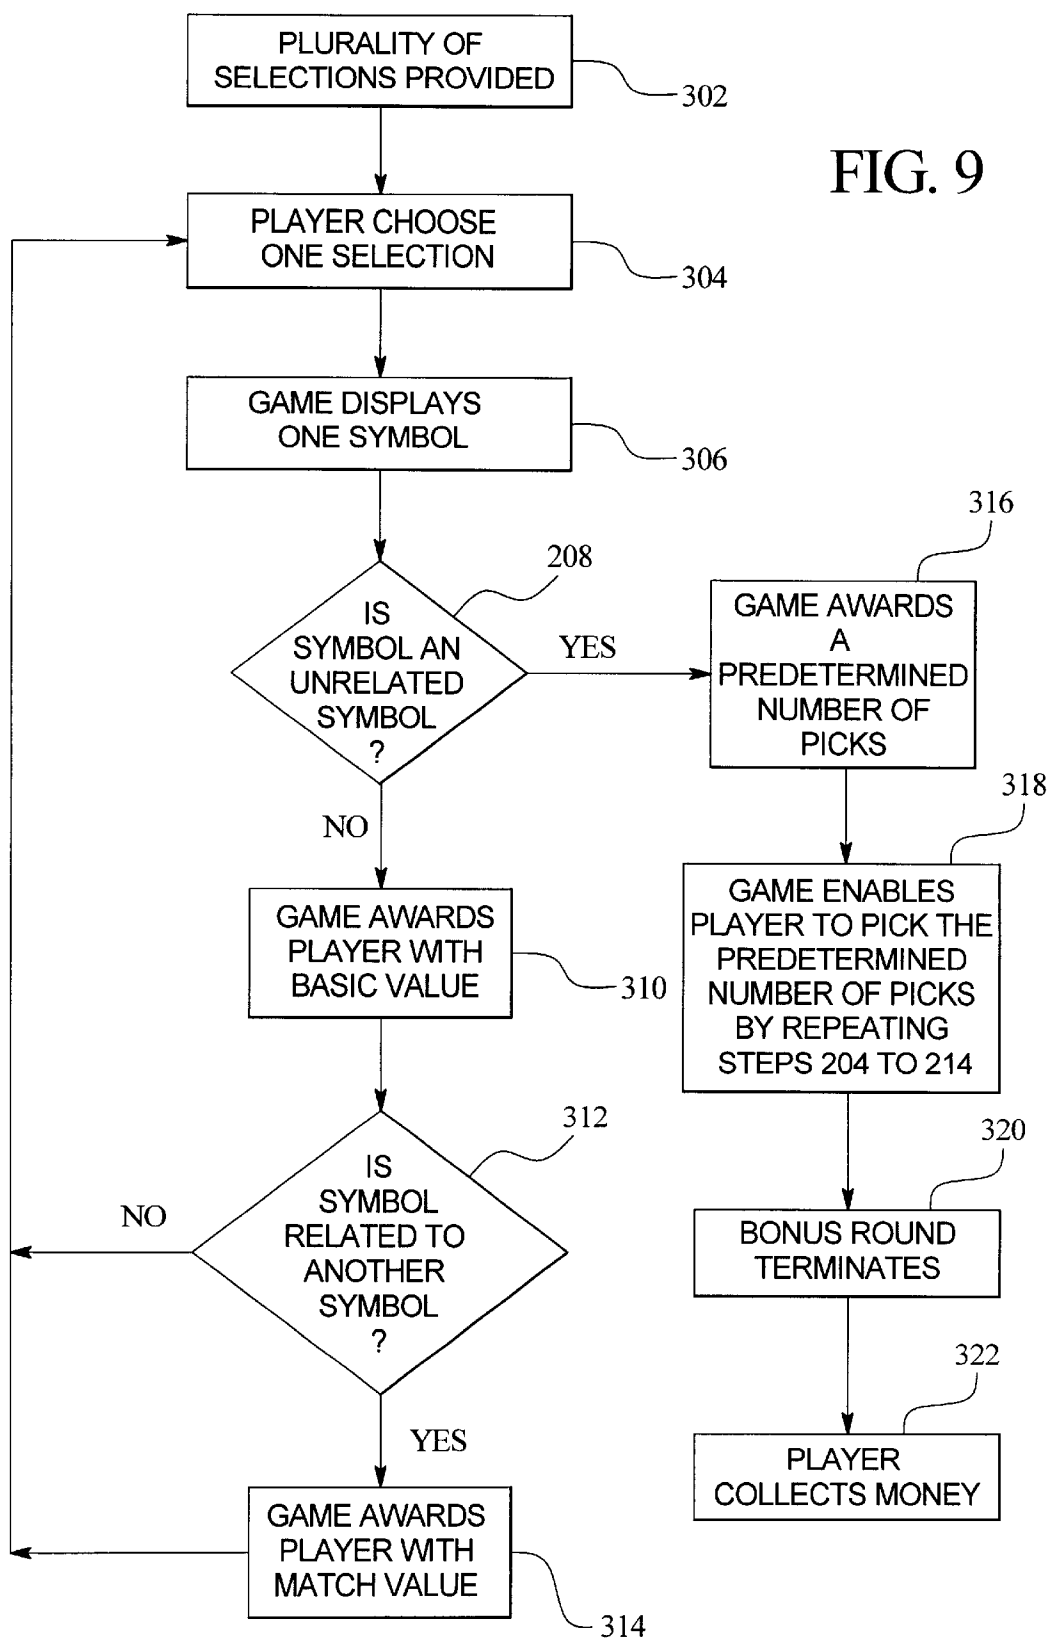 PLURALITY OF
SELECTIONS PROVIDED
302
FIG. 9
PLAYER CHOOSE
ONE SELECTION
304
GAME DISPLAYS
ONE SYMBOL
306
208
IS
SYMBOL AN
UNRELATED
SYMBOL
?
YES
NO
316
GAME AWARDS
A
PREDETERMINED
NUMBER OF
PICKS
318
GAME ENABLES
PLAYER TO PICK THE
PREDETERMINED
NUMBER OF PICKS
BY REPEATING
STEPS 204 TO 214
GAME AWARDS
PLAYER WITH
BASIC VALUE
310
312
IS
SYMBOL
RELATED TO
ANOTHER
SYMBOL
?
NO
YES
320
BONUS ROUND
TERMINATES
322
PLAYER
COLLECTS MONEY
GAME AWARDS
PLAYER WITH
MATCH VALUE
314